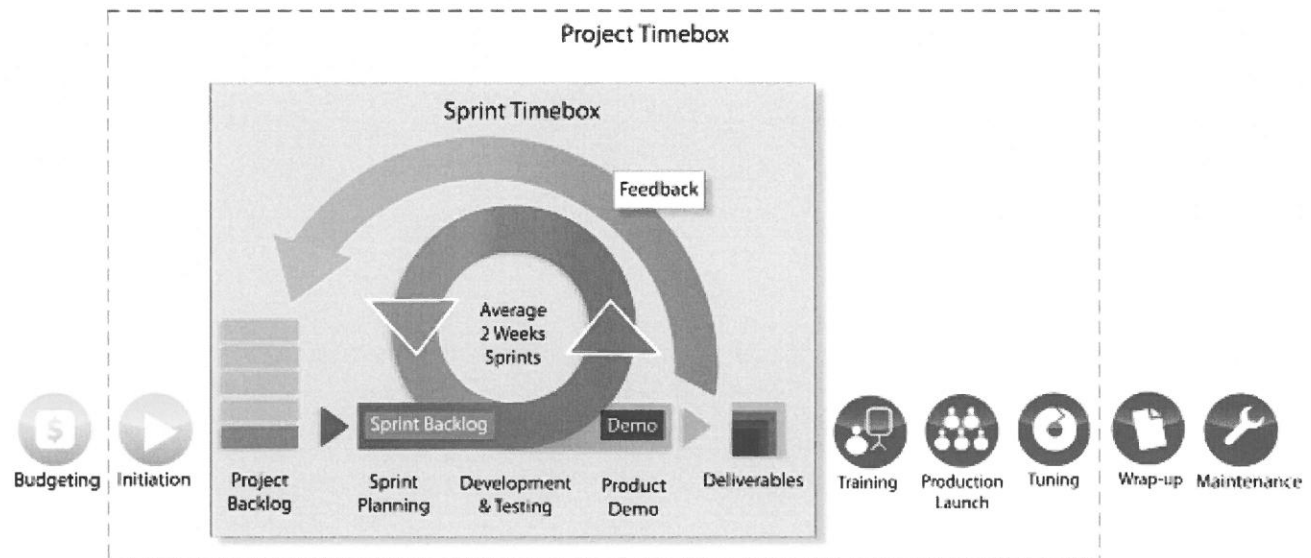 Project Timebox
Sprint Timebox
Feedback
Average
2 Weeks
Sprints
Sprint Backlog
Demo
$
Budgeting
Initiation
Project
Backlog
Sprint
Planning
Development
& Testing
Product
Demo
Deliverables
Training
Production
Launch
Tuning
Wrap-up
Maintenance